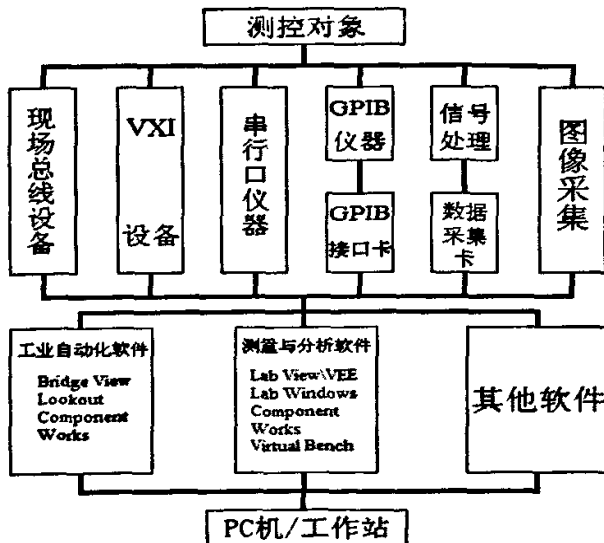 测控对象
现场总线设备
VXI
设备
串行口仪器
GPIB
仪器
GPIB
接口卡
信号
处理
数据
采集
卡
图像采集
工业自动化软件
Bridge View
Lookout
Component
Works
测量与分析软件
Lab View\VEE
Lab Windows
Component
Works
Virtual Bench
其他软件
PC机/工作站